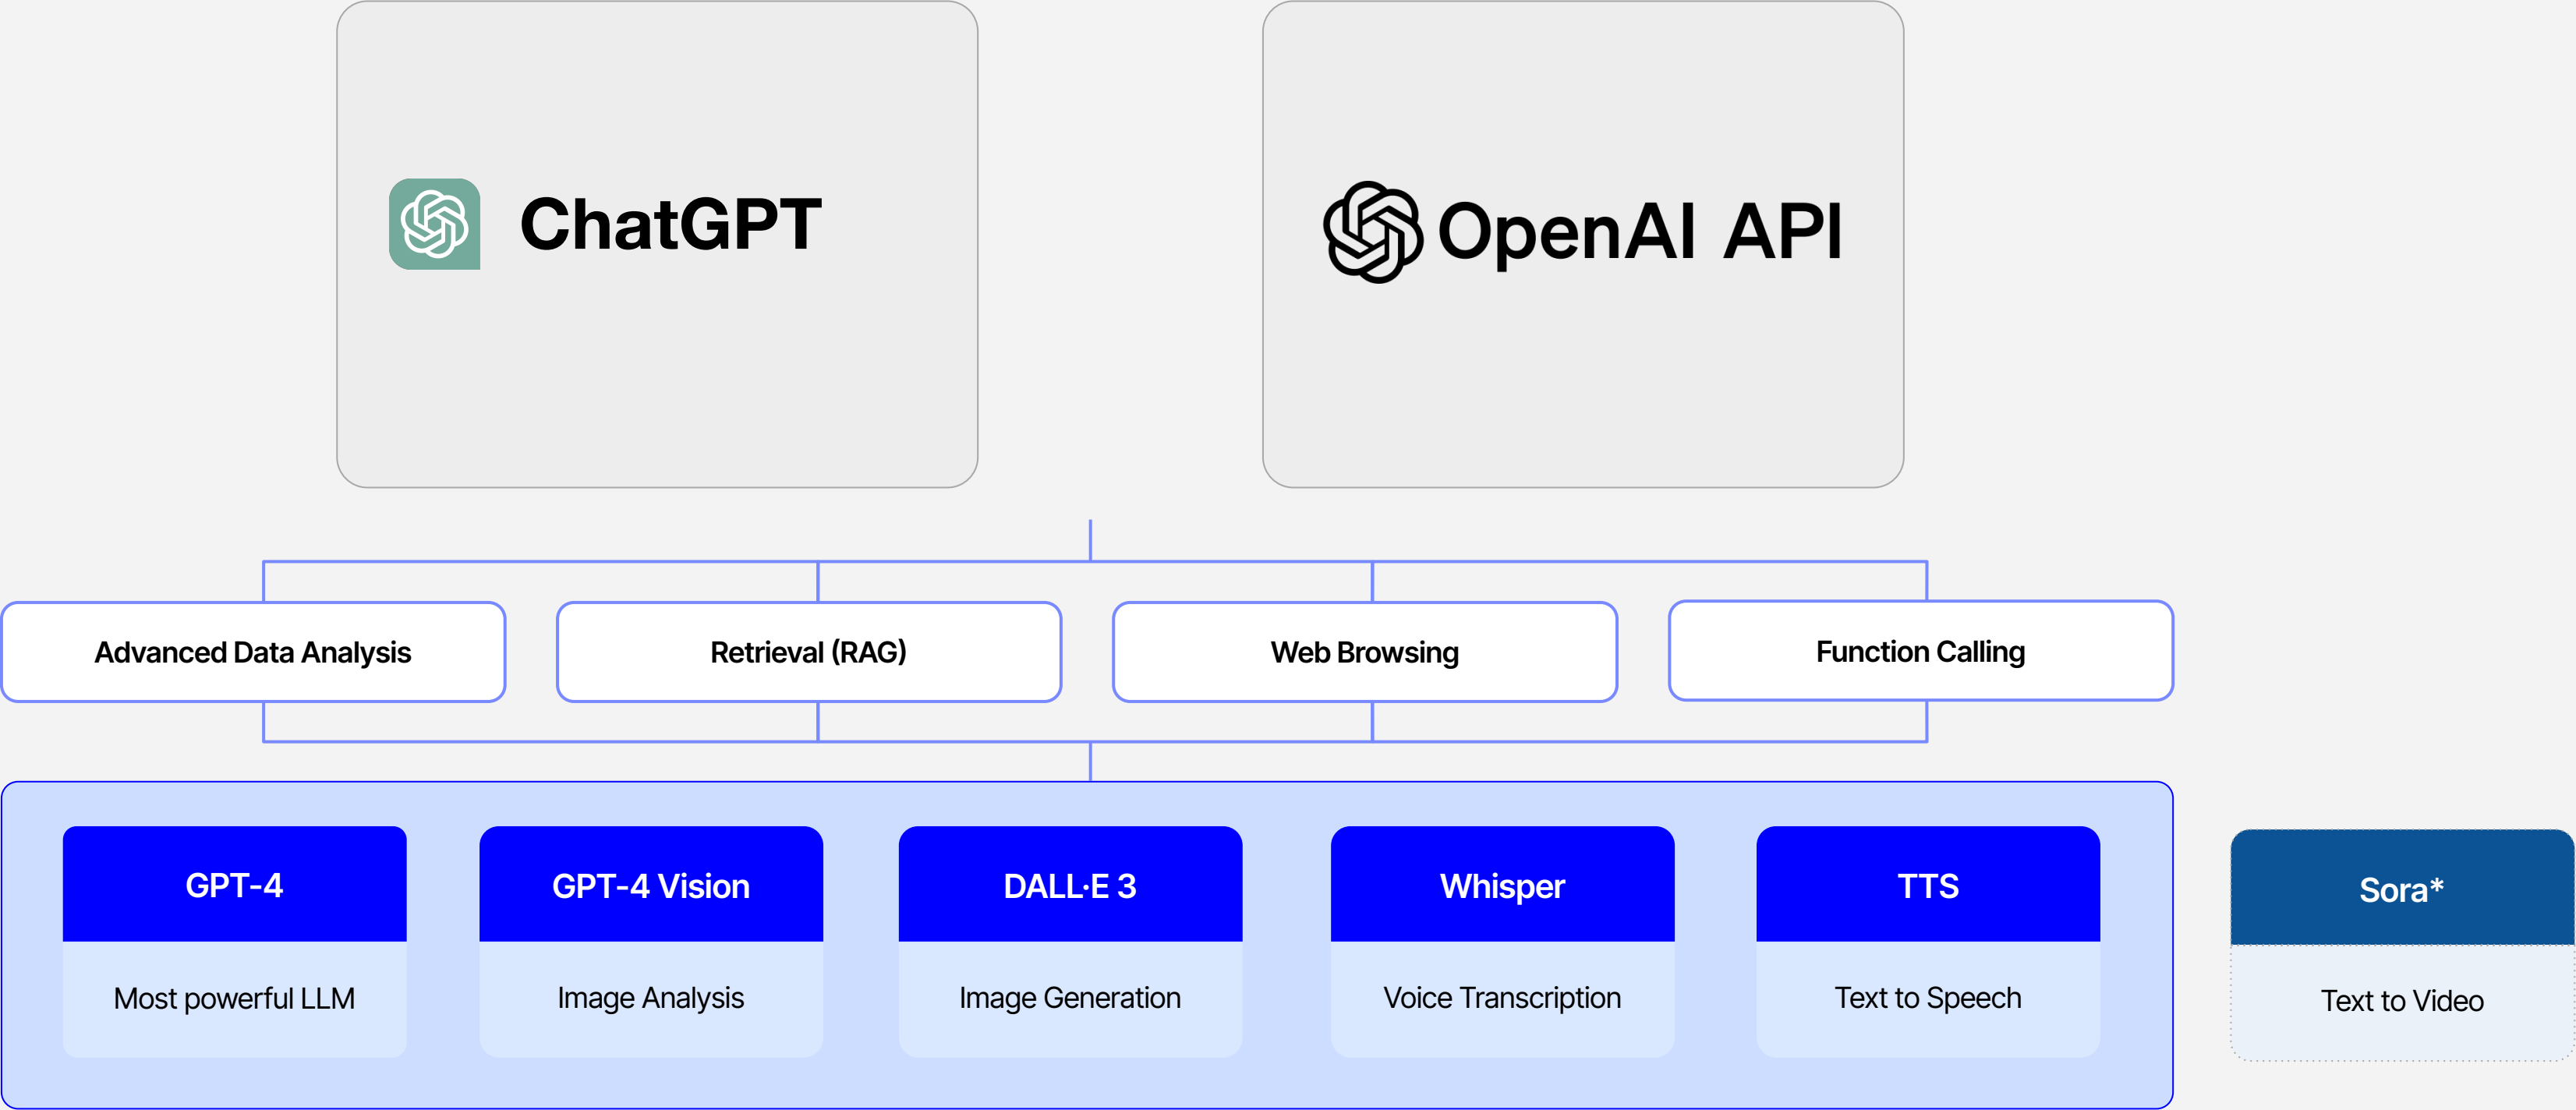 ChatGPT
OpenAI API
Advanced Data Analysis
Retrieval (RAG)
Web Browsing
Function Calling
GPT-4
GPT-4 Vision
DALL·E 3
Whisper
TTS
Sora*
Most powerful LLM
Image Analysis
Image Generation
Voice Transcription
Text to Speech
Text to Video